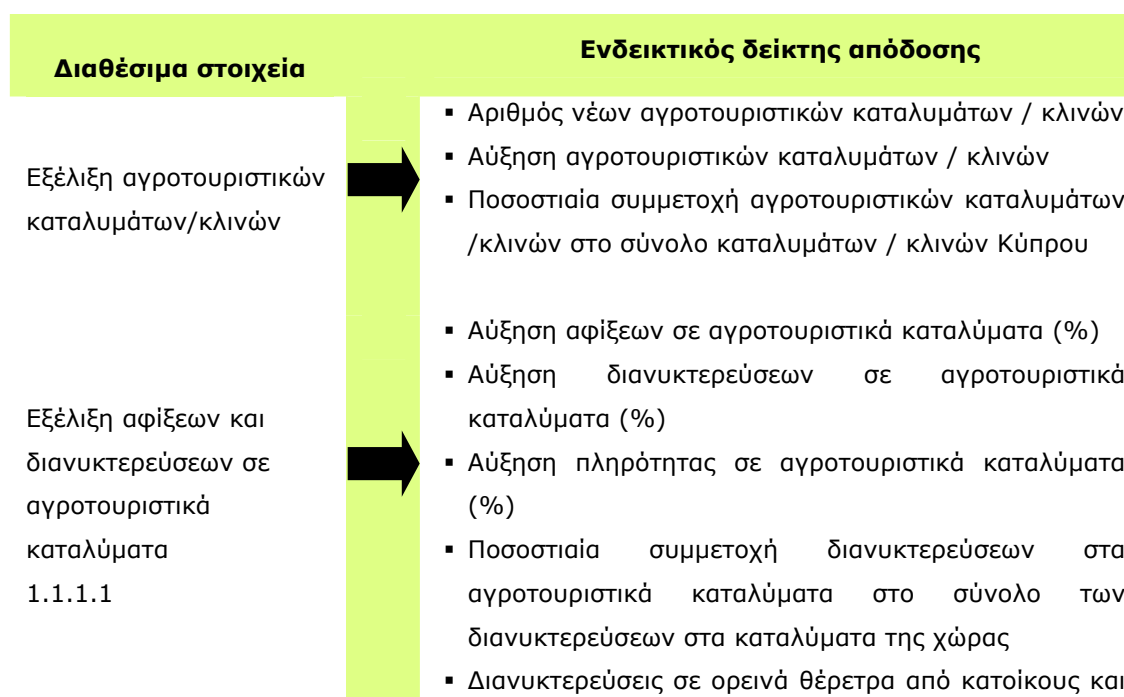 Διαθέσιμα στοιχεία
Ενδεικτικός δείκτης απόδοσης
Εξέλιξη αγροτουριστικών
καταλυμάτων/κλινών
▪ Αριθμός νέων αγροτουριστικών καταλυμάτων / κλινών
▪ Αύξηση αγροτουριστικών καταλυμάτων / κλινών
▪ Ποσοστιαία συμμετοχή αγροτουριστικών καταλυμάτων
/κλινών στο σύνολο καταλυμάτων / κλινών Κύπρου
Εξέλιξη αφίξεων και
διανυκτερεύσεων σε
αγροτουριστικά
καταλύματα
1.1.1.1
▪ Αύξηση αφίξεων σε αγροτουριστικά καταλύματα (%)
▪ Αύξηση διανυκτερεύσεων σε αγροτουριστικά
καταλύματα (%)
▪ Αύξηση πληρότητας σε αγροτουριστικά καταλύματα
(%)
▪ Ποσοστιαία συμμετοχή διανυκτερεύσεων στα
αγροτουριστικά καταλύματα στο σύνολο των
διανυκτερεύσεων στα καταλύματα της χώρας
▪ Διανυκτερεύσεις σε ορεινά θέρετρα από κατοίκους και